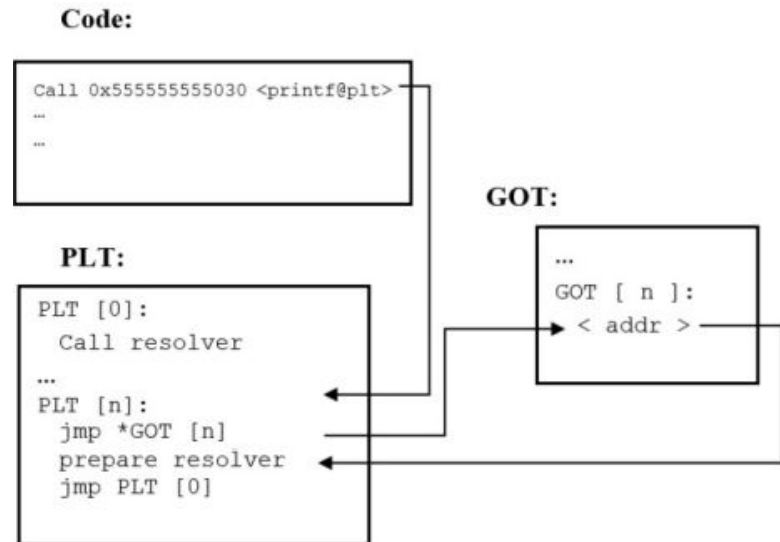 Code:
Call 0x555555555030 <printf@plt>
…
…
GOT:
…
GOT [ n ]:
< addr >
PLT:
PLT [0]:
Call resolver
…
PLT [n]:
jmp *GOT [n]
prepare resolver
jmp PLT [0]